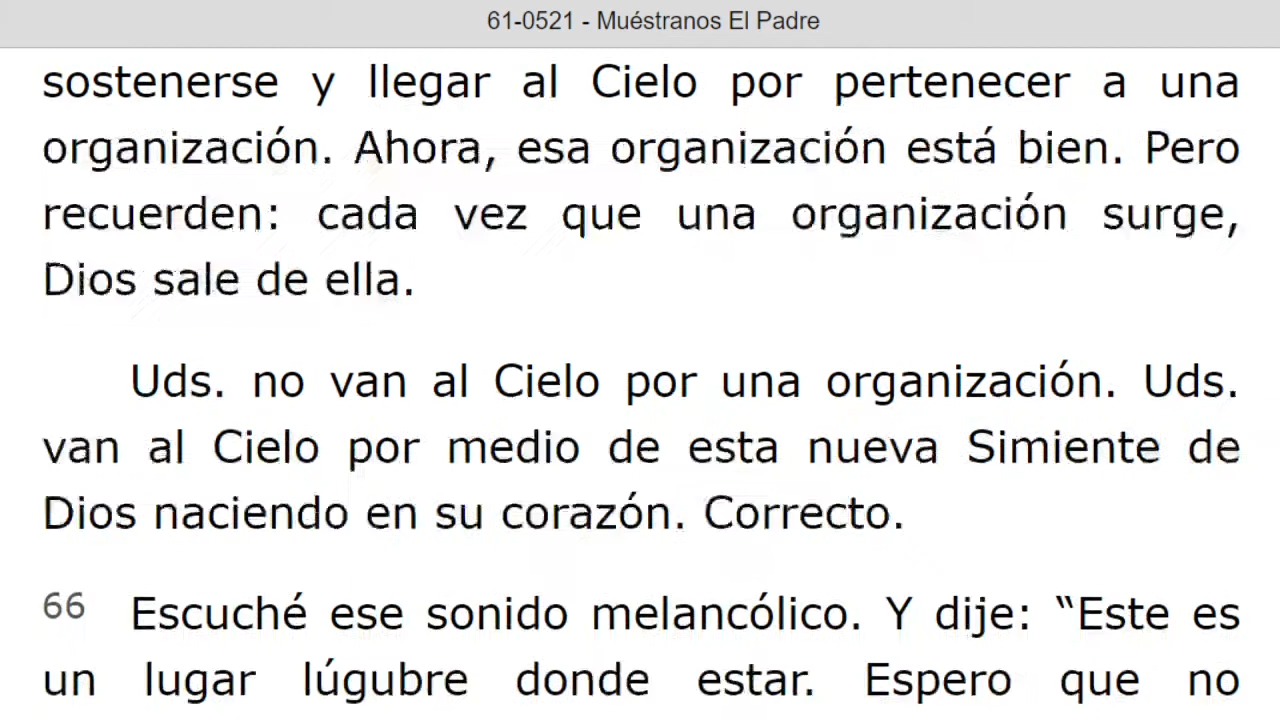 61-0521 - Muéstranos El Padre
sostenerse y llegar al Cielo por pertenecer a una
organización. Ahora, esa organización está bien. Pero
recuerden: cada vez que una organización surge,
Dios sale de ella.
Uds. no van al Cielo por una organización. Uds.
van al Cielo por medio de esta nueva Simiente de
Dios naciendo en su corazón. Correcto.
66 Escuché ese sonido melancólico. Y dije: “Este es
un lugar lúgubre donde estar. Espero que no